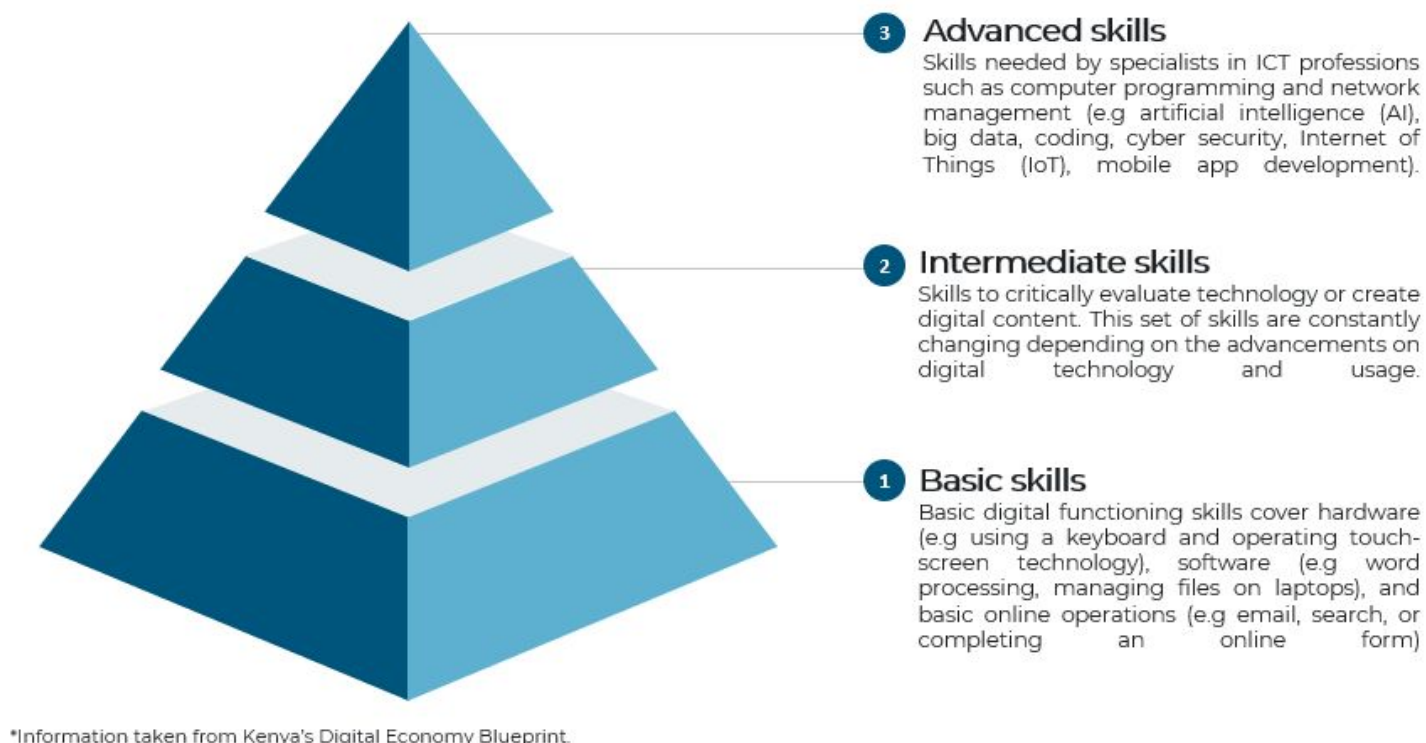 3 Advanced skills
Skills needed by specialists in ICT professions
such as computer programming and network
management (e.g artificial intelligence (AI),
big data, coding, cyber security, Internet of
Things (IoT), mobile app development).
2 Intermediate skills
Skills to critically evaluate technology or create
digital content. This set of skills are constantly
changing depending on the advancements on
digital technology and usage.
1 Basic skills
Basic digital functioning skills cover hardware
(e.g using a keyboard and operating touch-
screen technology), software (e.g word
processing, managing files on laptops), and
basic online operations (e.g email, search, or
completing an online form)
*Information taken from Kenya's Digital Economy Blueprint.